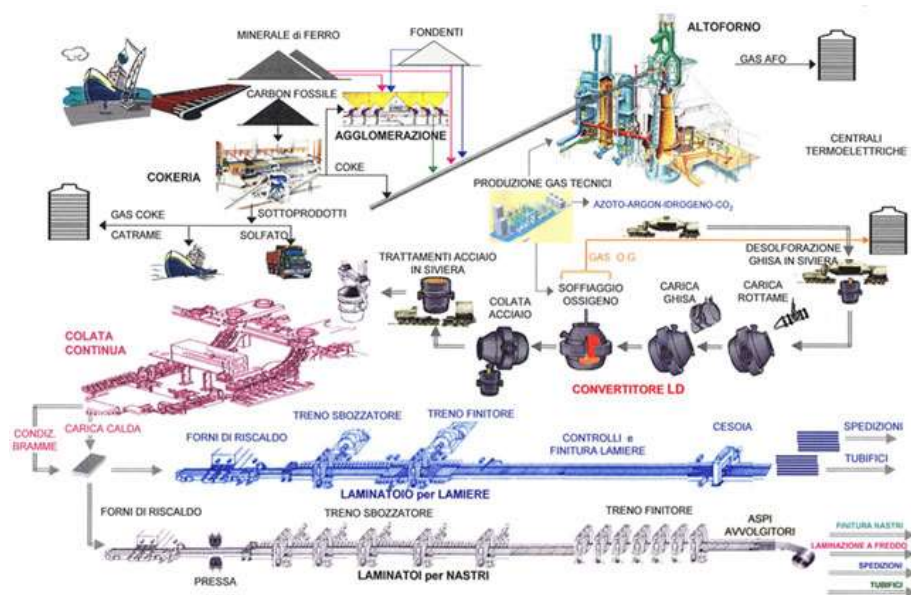 MINERALE di FERRO
FONDENTI
ALTOFORNO
GAS AFO
CARBON FOSSILE
AGGLOMERAZIONE
CENTRALI
TERMOELETTRICHE
COKERIA
COKE
PRODUZIONE GAS TECNICI
SOTTOPRODOTTI
AZOTO-ARGON-IDROGENO-CO₂
GAS COKE
CATRAME
SOLFATO
TRATTAMENTI ACCIAIO
IN SIVIERA
GAS O.G
DESOLFORAZIONE
GHISA IN SIVIERA
SOFFIAGGIO
OSSIGENO
CARICA
GHISA
CARICA
ROTTAME
COLATA
ACCIAIO
COLATA
CONTINUA
CONVERTITORE LD
CONDIZ.
BRAMME
CARICA CALDA
TRENO SBOZZATORE
TRENO FINITORE
FORNI DI RISCALDO
CONTROLLI e
FINITURA LAMIERE
CESOIA
SPEDIZIONI
TUBIFICI
LAMINATOIO per LAMIERE
FORNI DI RISCALDO
TRENO SBOZZATORE
TRENO FINITORE
ASPI
AVVOLGITORI
PRESSA
LAMINATOI per NASTRI
FINITURA NASTRI
LAMINAZIONE A FREDDO
SPEDIZIONI
TUBIFICI